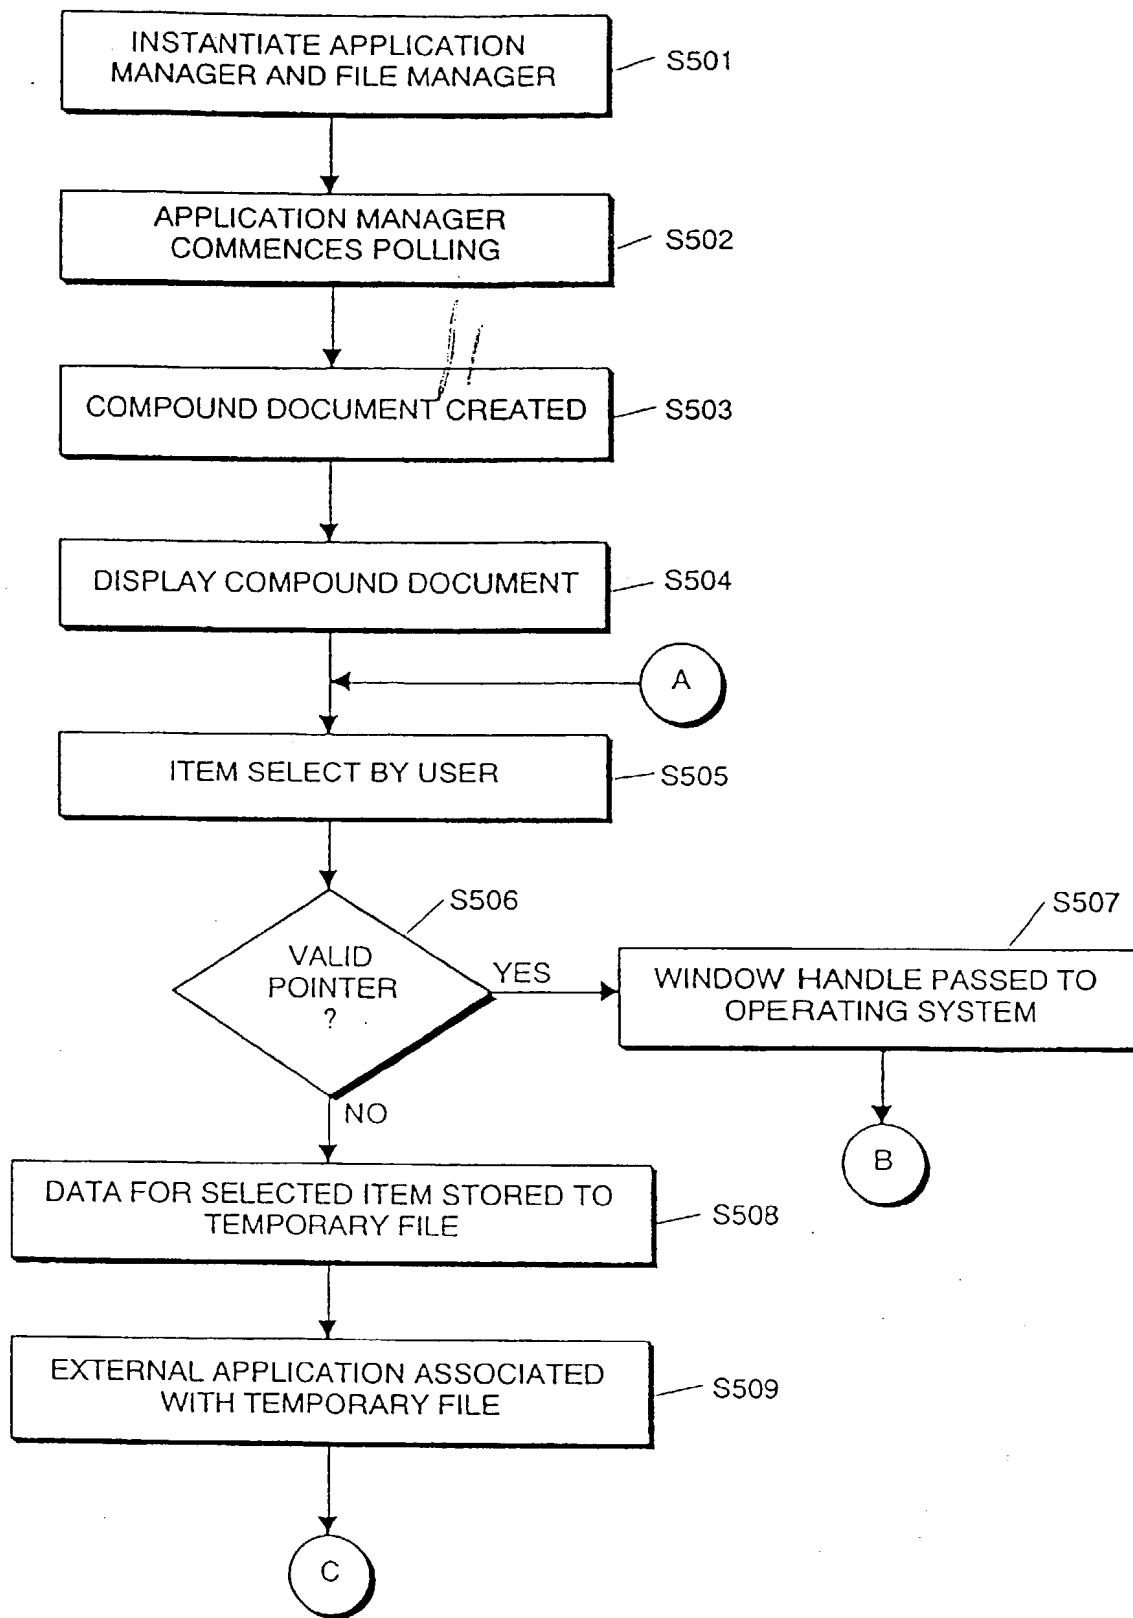 INSTANTIATE APPLICATION
MANAGER AND FILE MANAGER
S501
APPLICATION MANAGER
COMMENCES POLLING
S502
COMPOUND DOCUMENT CREATED
S503
DISPLAY COMPOUND DOCUMENT
S504
A
ITEM SELECT BY USER
S505
S506
VALID
POINTER
?
YES
S507
WINDOW HANDLE PASSED TO
OPERATING SYSTEM
B
NO
DATA FOR SELECTED ITEM STORED TO
TEMPORARY FILE
S508
EXTERNAL APPLICATION ASSOCIATED
WITH TEMPORARY FILE
S509
C